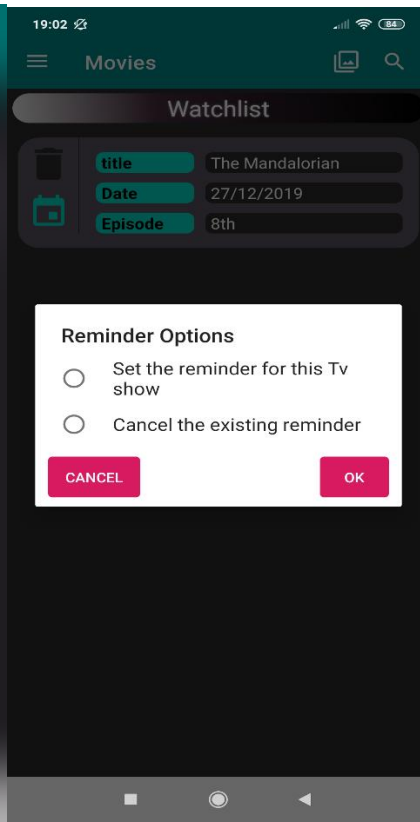 19:02 84
Movies
Watchlist
title The Mandalorian
Date 27/12/2019
Episode 8th
Reminder Options
Set the reminder for this Tv
show
Cancel the existing reminder
CANCEL OK